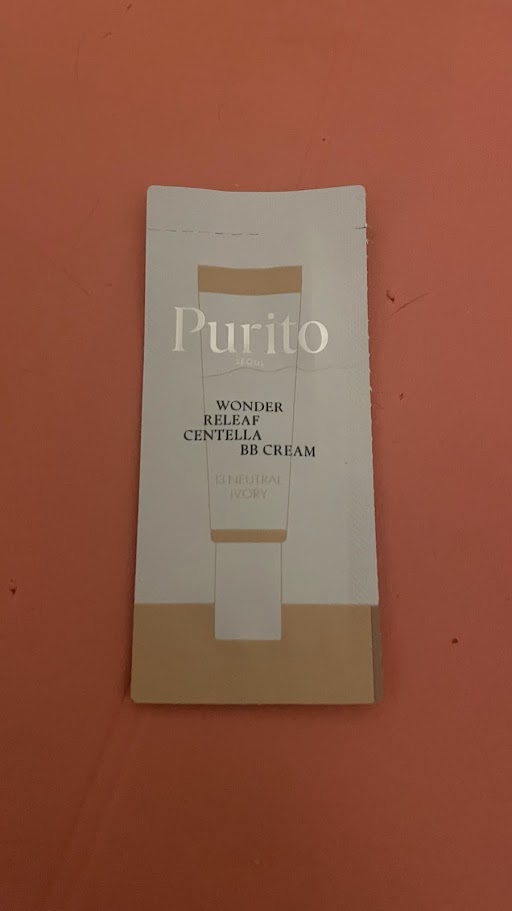 Purito
SEOUL
WONDER
RELEAF
CENTELLA
BB CREAM
13 NEUTRAL
IVORY